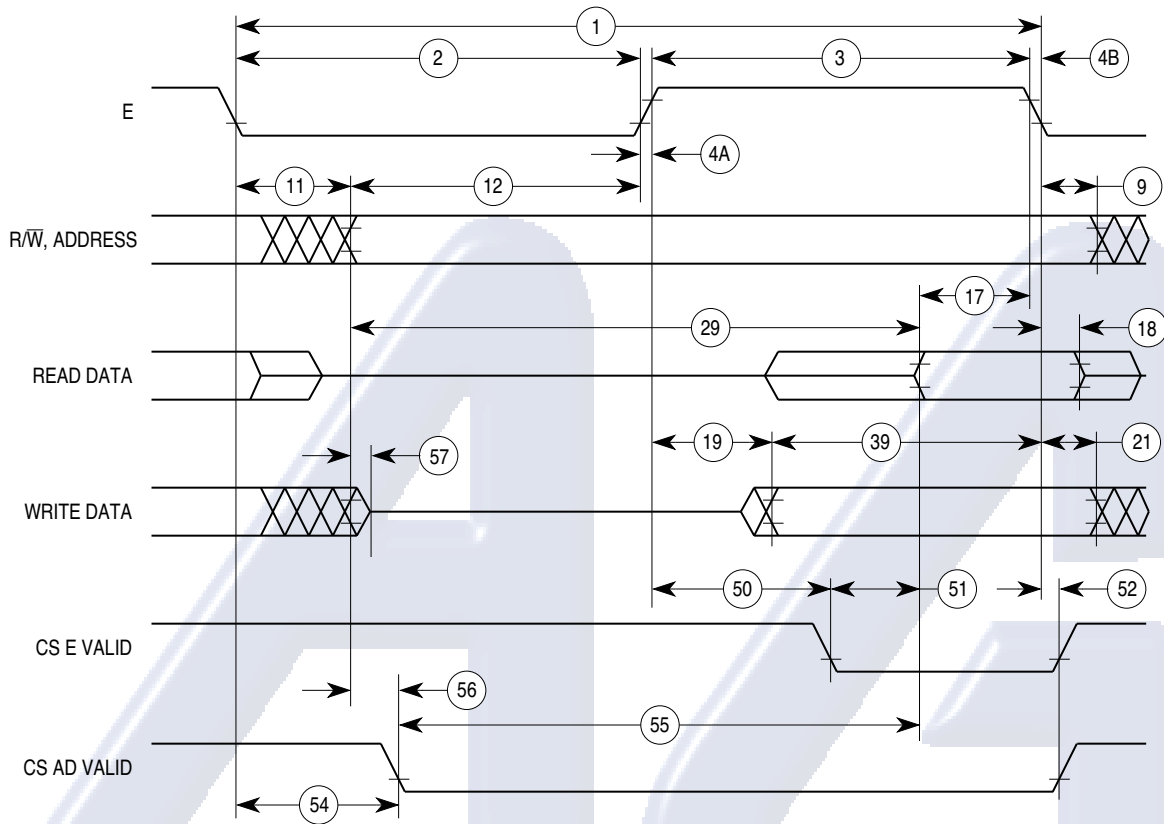 1
2
3
4B
E
4A
11
12
9
R/W̅, ADDRESS
17
29
18
READ DATA
57
19
39
21
WRITE DATA
50
51
52
CS E VALID
56
55
CS AD VALID
54